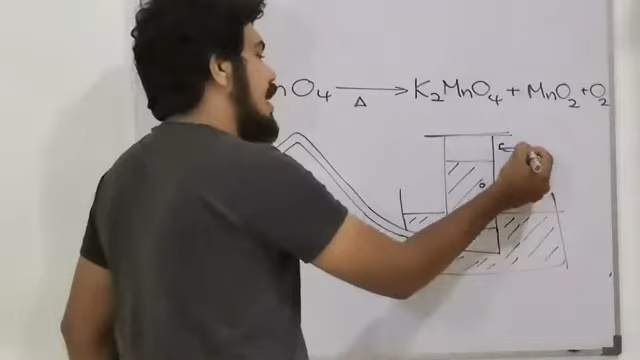 nO₄ →Δ K₂MnO₄ + MnO₂ + O₂